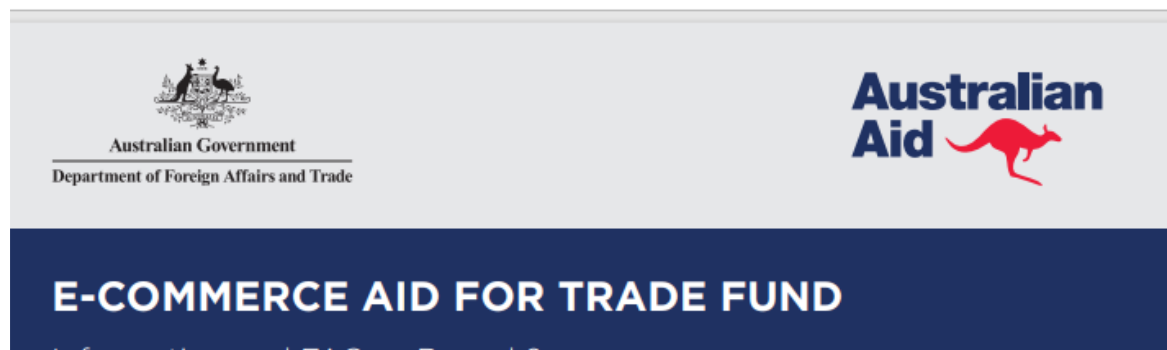 Australian Government
Department of Foreign Affairs and Trade
Australian
Aid
E-COMMERCE AID FOR TRADE FUND